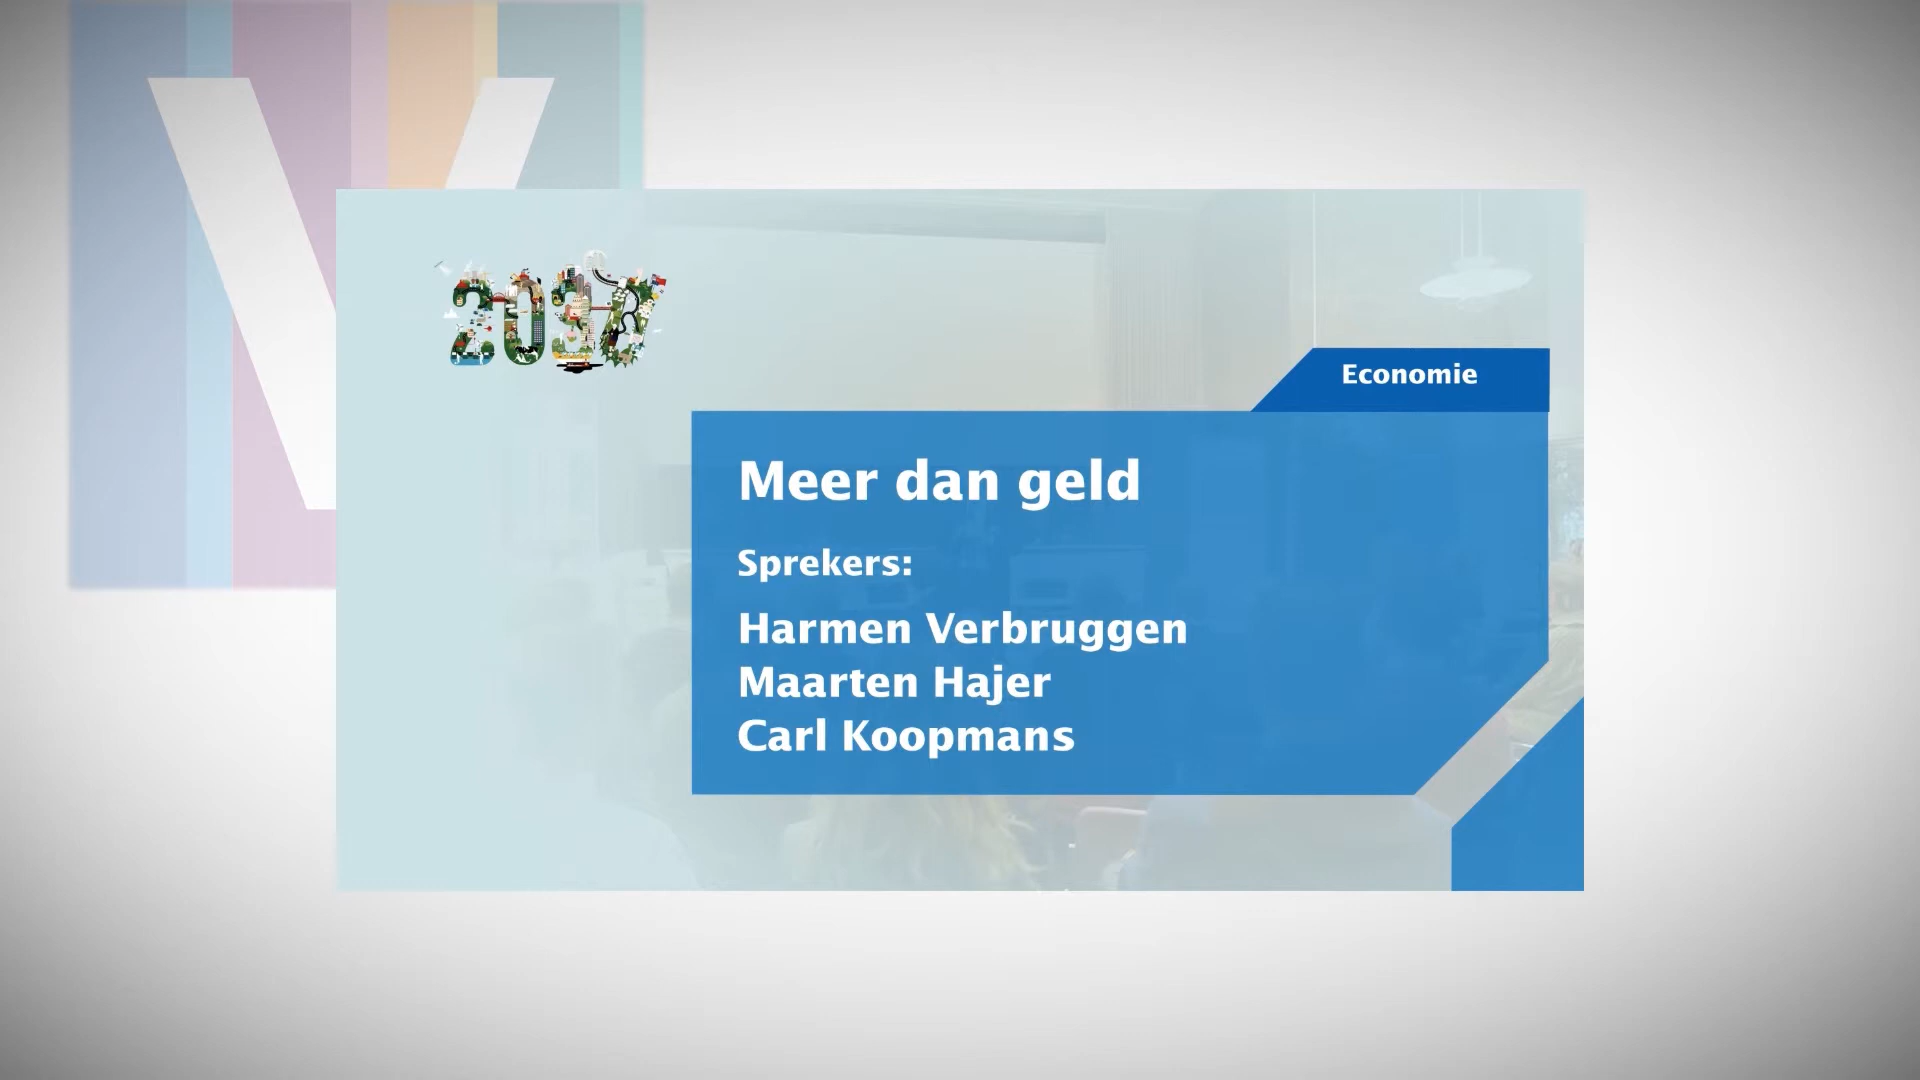 V
2037
Economie
Meer dan geld
Sprekers:
Harmen Verbruggen
Maarten Hajer
Carl Koopmans